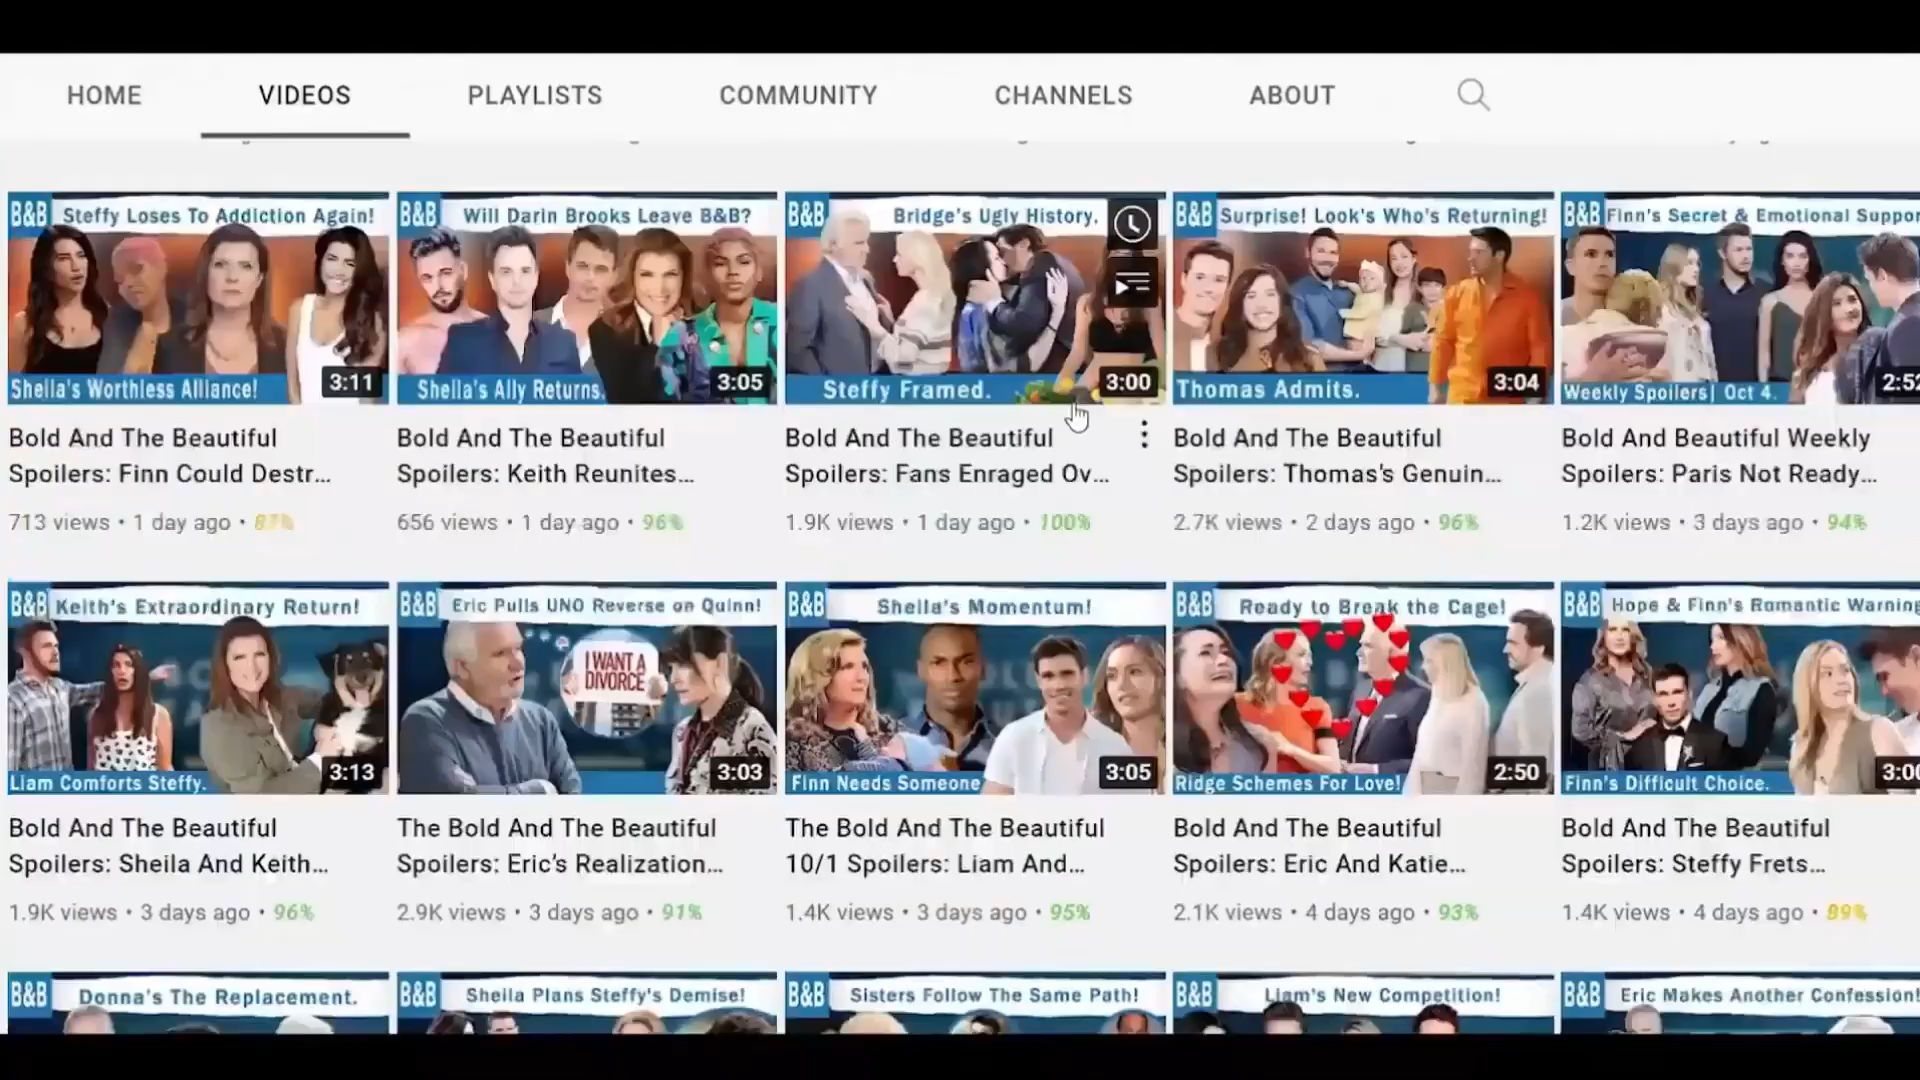 HOME VIDEOS PLAYLISTS COMMUNITY CHANNELS ABOUT
B&B Steffy Loses To Addiction Again!
Sheila's Worthless Alliance!
3:11
Bold And The Beautiful
Spoilers: Finn Could Destr...
713 views • 1 day ago • 87%
B&B Will Darin Brooks Leave B&B?
Sheila's Ally Returns.
3:05
Bold And The Beautiful
Spoilers: Keith Reunites...
656 views • 1 day ago • 96%
B&B Bridge's Ugly History.
Steffy Framed.
3:00
Bold And The Beautiful
Spoilers: Fans Enraged Ov...
1.9K views • 1 day ago • 100%
B&B Surprise! Look's Who's Returning!
Thomas Admits.
3:04
Bold And The Beautiful
Spoilers: Thomas's Genuin...
2.7K views • 2 days ago • 96%
B&B Finn's Secret & Emotional Suppor
Weekly Spoilers| Oct 4.
2:52
Bold And Beautiful Weekly
Spoilers: Paris Not Ready...
1.2K views • 3 days ago • 94%
B&B Keith's Extraordinary Return!
Liam Comforts Steffy.
3:13
Bold And The Beautiful
Spoilers: Sheila And Keith...
1.9K views • 3 days ago • 96%
B&B Eric Pulls UNO Reverse on Quinn!
I WANT A
DIVORCE
3:03
The Bold And The Beautiful
Spoilers: Eric's Realization...
2.9K views • 3 days ago • 91%
B&B Sheila's Momentum!
Finn Needs Someone
3:05
The Bold And The Beautiful
10/1 Spoilers: Liam And...
1.4K views • 3 days ago • 95%
B&B Ready to Break the Cage!
Ridge Schemes For Love!
2:50
Bold And The Beautiful
Spoilers: Eric And Katie...
2.1K views • 4 days ago • 93%
B&B Hope & Finn's Romantic Warning
Finn's Difficult Choice.
3:00
Bold And The Beautiful
Spoilers: Steffy Frets...
1.4K views • 4 days ago • 89%
B&B Donna's The Replacement.
B&B Sheila Plans Steffy's Demise!
B&B Sisters Follow The Same Path!
B&B Liam's New Competition!
B&B Eric Makes Another Confession!